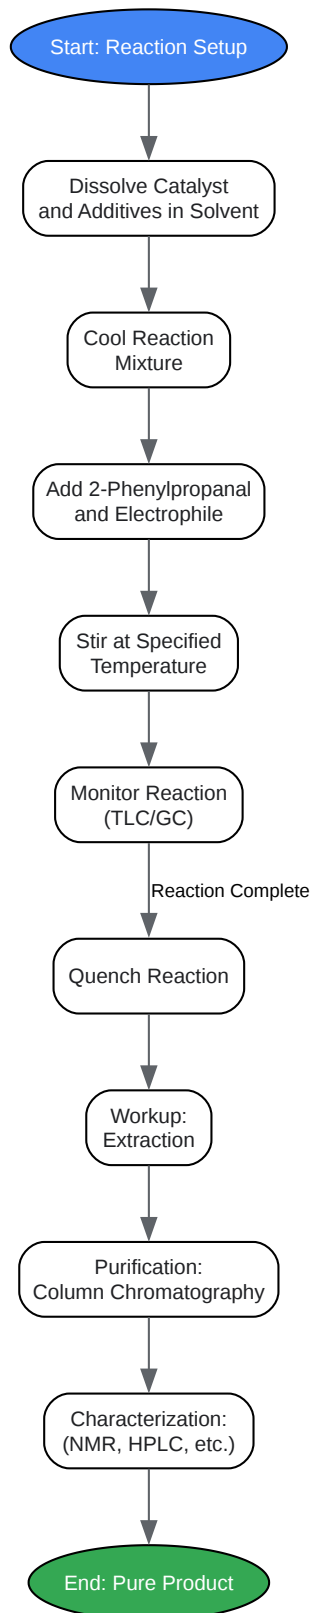 Start: Reaction Setup
Dissolve Catalyst
and Additives in Solvent
Cool Reaction
Mixture
Add 2-Phenylpropanal
and Electrophile
Stir at Specified
Temperature
Monitor Reaction
(TLC/GC)
Reaction Complete
Quench Reaction
Workup:
Extraction
Purification:
Column Chromatography
Characterization:
(NMR, HPLC, etc.)
End: Pure Product